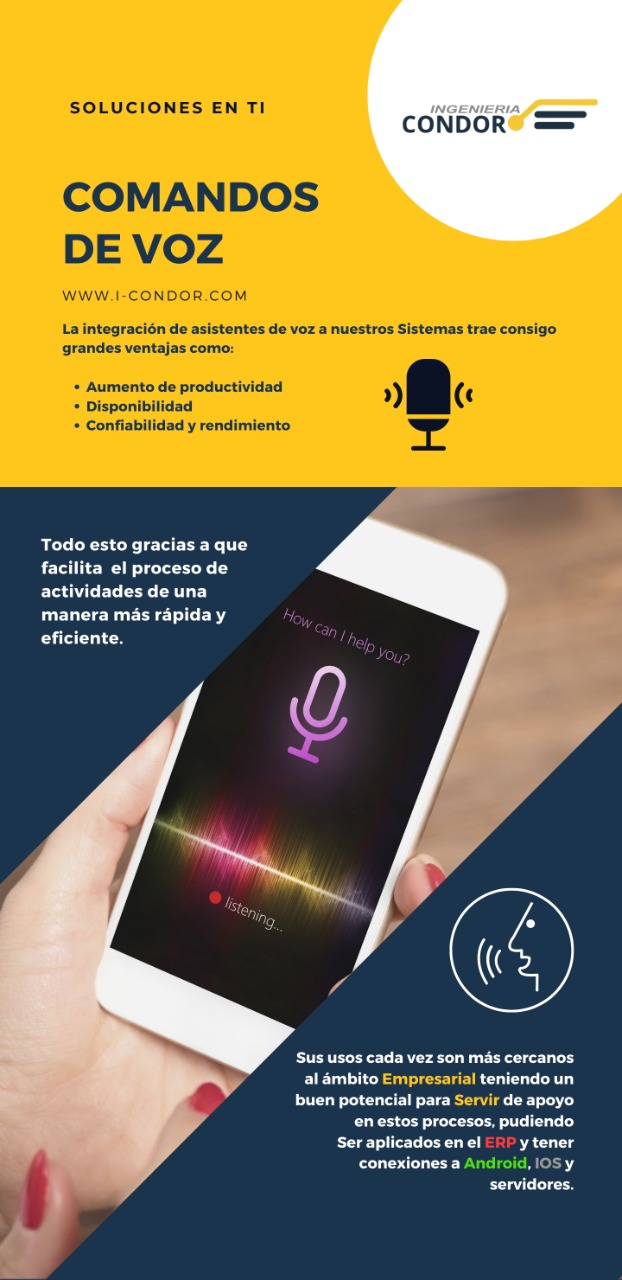 SOLUCIONES EN TI
INGENIERIA
CONDOR
COMANDOS
DE VOZ
WWW.I-CONDOR.COM
La integración de asistentes de voz a nuestros Sistemas trae consigo
grandes ventajas como:
• Aumento de productividad
• Disponibilidad
• Confiabilidad y rendimiento
Todo esto gracias a que
facilita el proceso de
actividades de una
manera más rápida y
eficiente.
How can I help you?
listening...
Sus usos cada vez son más cercanos
al ámbito Empresarial teniendo un
buen potencial para Servir de apoyo
en estos procesos, pudiendo
Ser aplicados en el ERP y tener
conexiones a Android, IOS y
servidores.